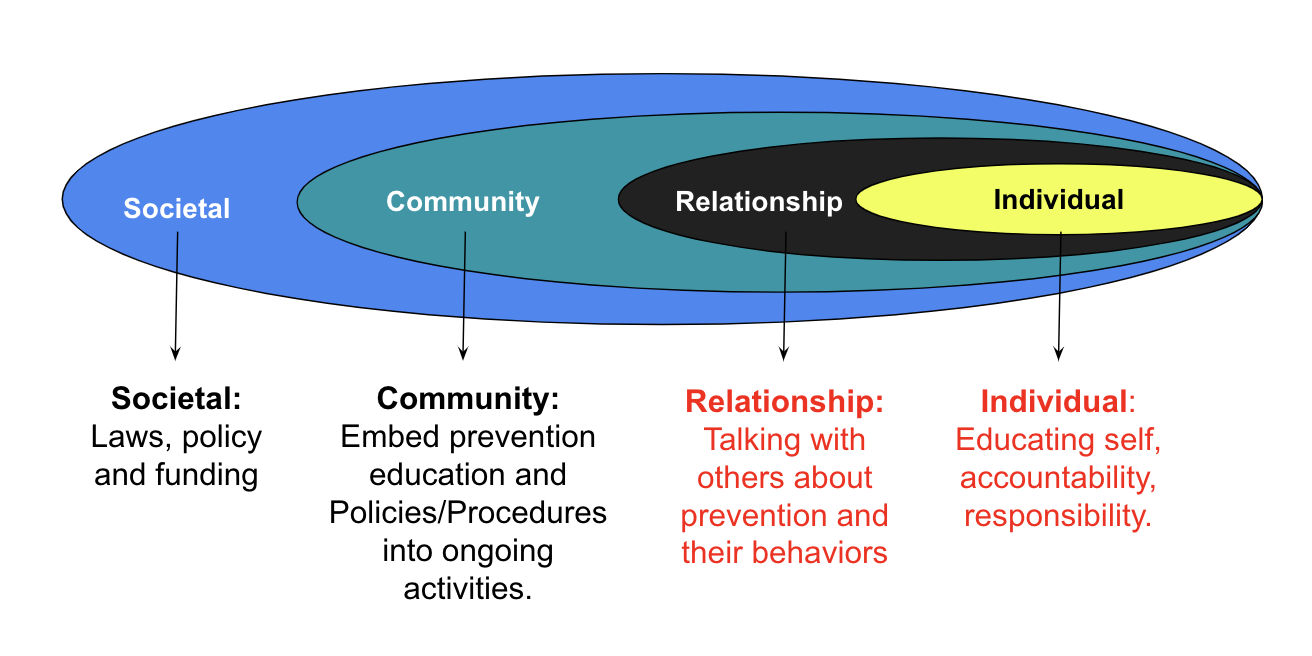 Societal
Community
Relationship
Individual
Societal:
Laws, policy
and funding
Community:
Embed prevention
education and
Policies/Procedures
into ongoing
activities.
Relationship:
Talking with
others about
prevention and
their behaviors
Individual:
Educating self,
accountability,
responsibility.